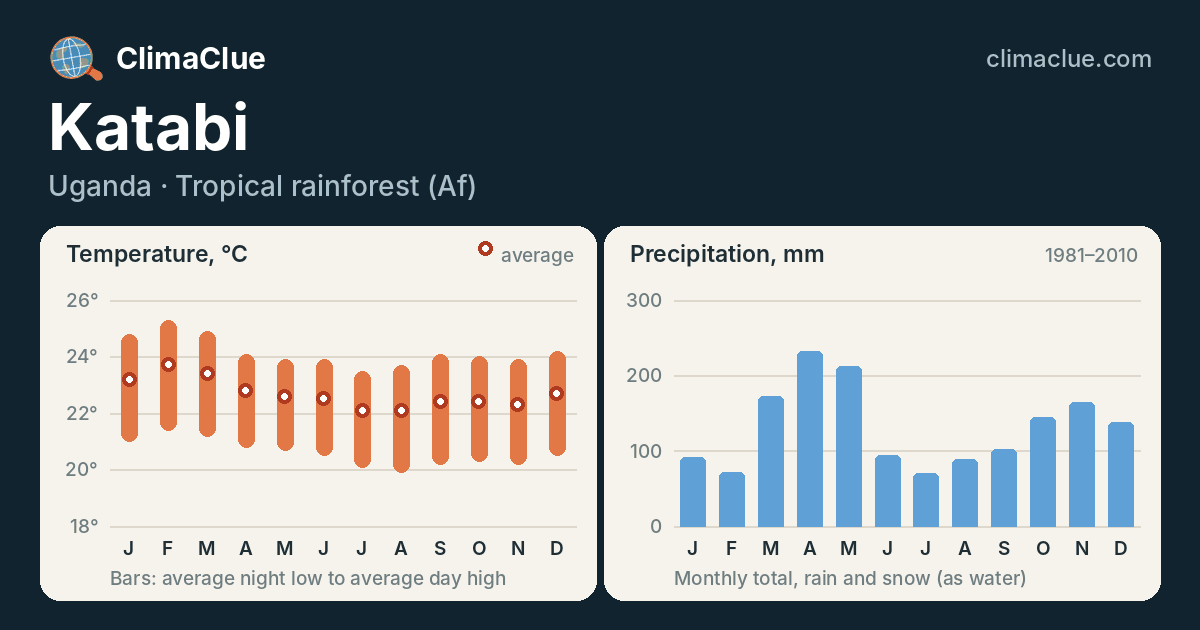 ClimaClue
climaclue.com
Katabi
Uganda · Tropical rainforest (Af)
Temperature, °C
average
26°
24°
22°
20°
18°
J F M A M J J A S O N D
Bars: average night low to average day high
Precipitation, mm
1981–2010
300
200
100
0
J F M A M J J A S O N D
Monthly total, rain and snow (as water)